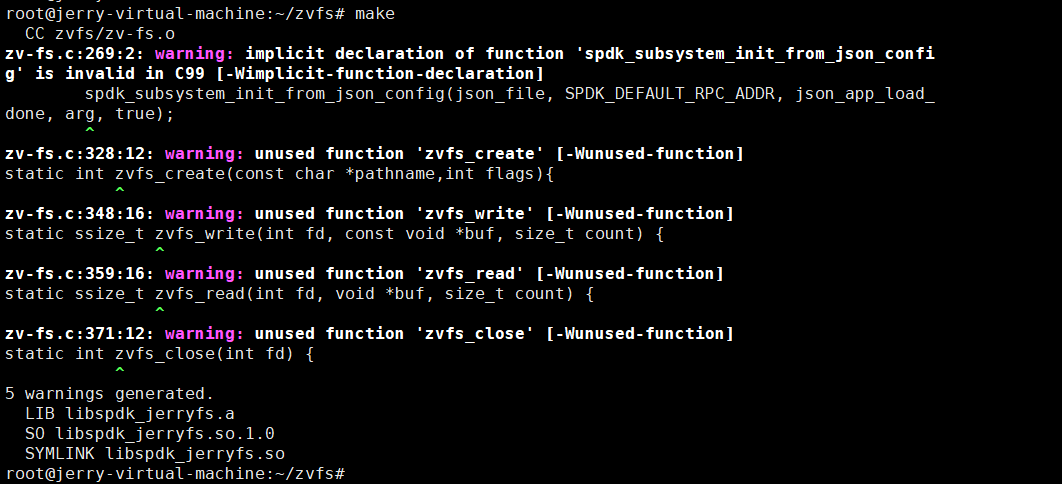 root@jerry-virtual-machine:~/zvfs# make
  CC zvfs/zv-fs.o
zv-fs.c:269:2: warning: implicit declaration of function 'spdk_subsystem_init_from_json_confi
g' is invalid in C99 [-Wimplicit-function-declaration]
        spdk_subsystem_init_from_json_config(json_file, SPDK_DEFAULT_RPC_ADDR, json_app_load_
done, arg, true);
        ^
zv-fs.c:328:12: warning: unused function 'zvfs_create' [-Wunused-function]
static int zvfs_create(const char *pathname,int flags){
           ^
zv-fs.c:348:16: warning: unused function 'zvfs_write' [-Wunused-function]
static ssize_t zvfs_write(int fd, const void *buf, size_t count) {
               ^
zv-fs.c:359:16: warning: unused function 'zvfs_read' [-Wunused-function]
static ssize_t zvfs_read(int fd, void *buf, size_t count) {
               ^
zv-fs.c:371:12: warning: unused function 'zvfs_close' [-Wunused-function]
static int zvfs_close(int fd) {
           ^
5 warnings generated.
  LIB libspdk_jerryfs.a
  SO libspdk_jerryfs.so.1.0
  SYMLINK libspdk_jerryfs.so
root@jerry-virtual-machine:~/zvfs#